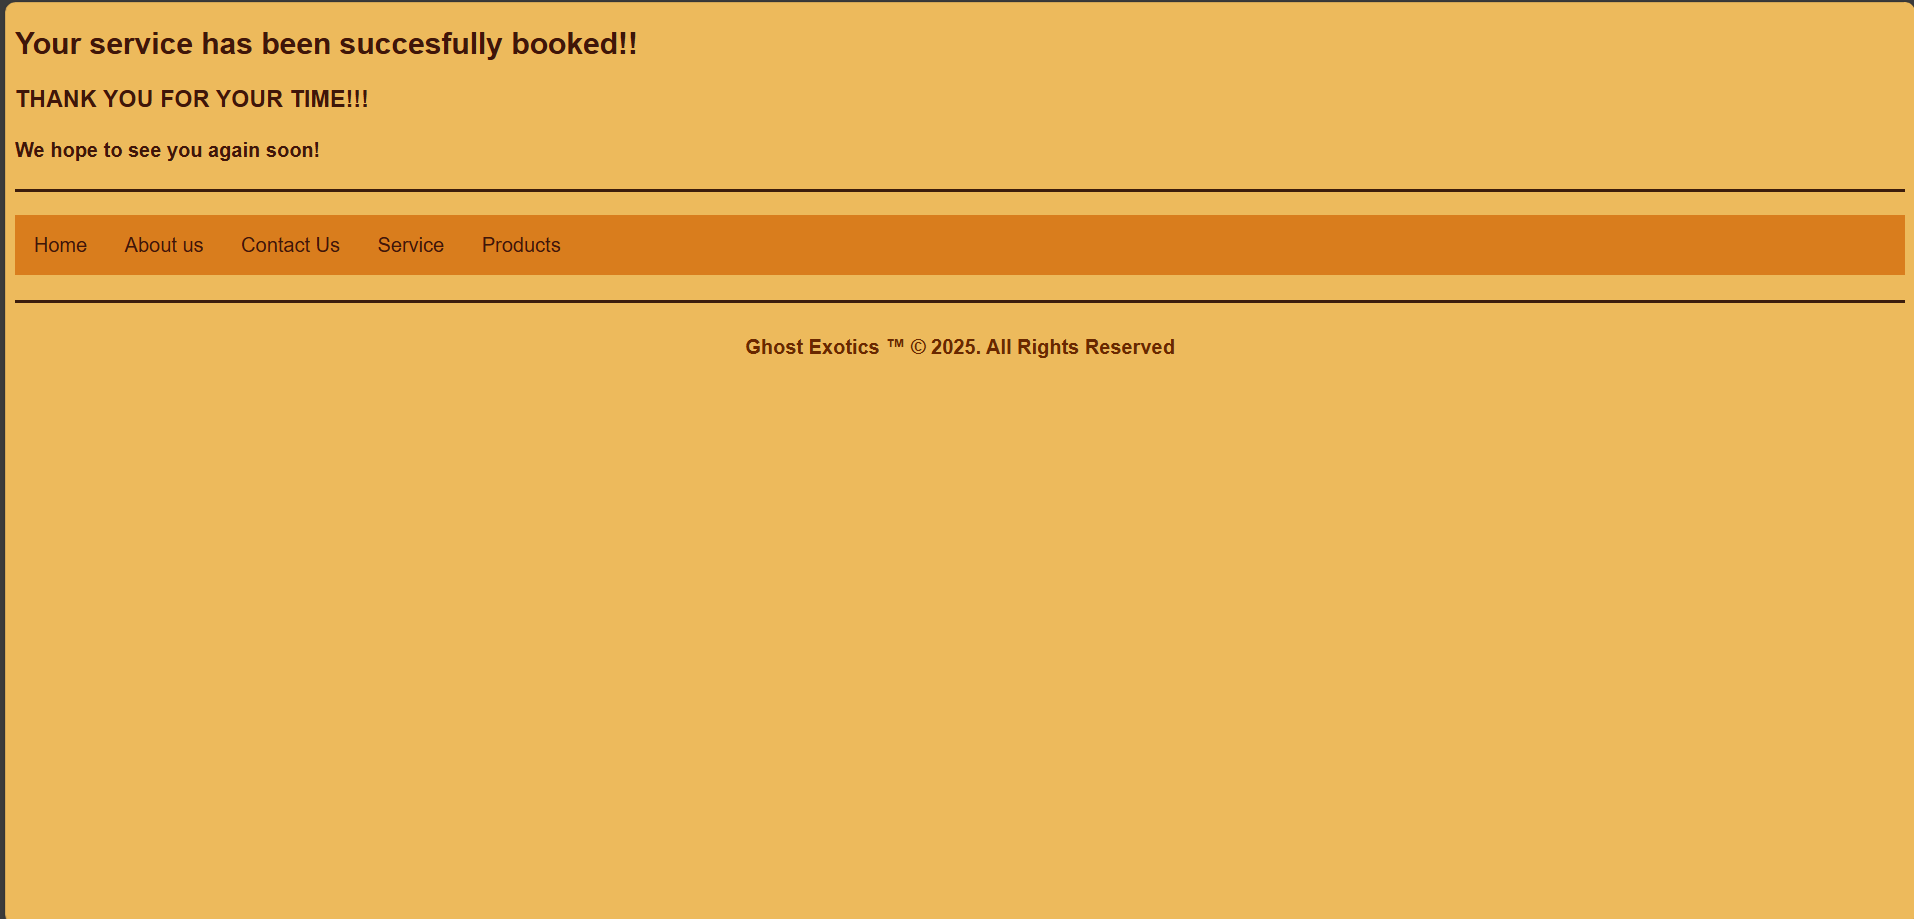 Your service has been succesfully booked!!
THANK YOU FOR YOUR TIME!!!
We hope to see you again soon!
Home About us Contact Us Service Products
Ghost Exotics ™ © 2025. All Rights Reserved